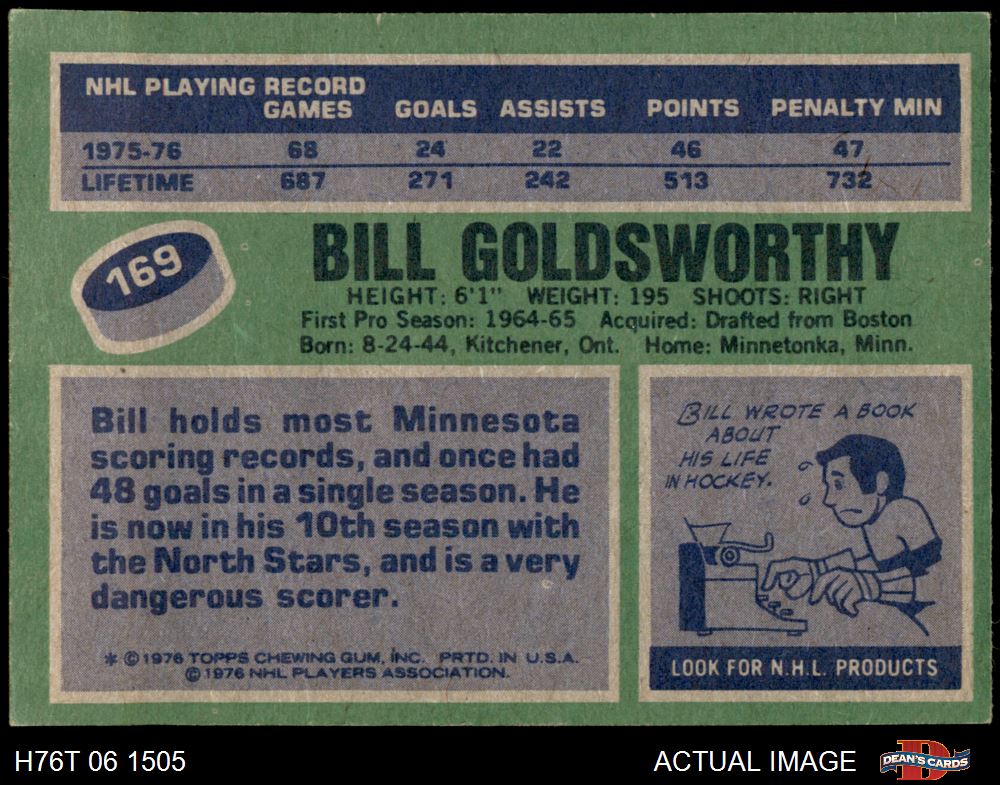 NHL PLAYING RECORD
GAMES GOALS ASSISTS POINTS PENALTY MIN
1975-76 68 24 22 46 47
LIFETIME 687 271 242 513 732
169
BILL GOLDSWORTHY
HEIGHT: 6'1" WEIGHT: 195 SHOOTS: RIGHT
First Pro Season: 1964-65 Acquired: Drafted from Boston
Born: 8-24-44, Kitchener, Ont. Home: Minnetonka, Minn.
Bill holds most Minnesota
scoring records, and once had
48 goals in a single season. He
is now in his 10th season with
the North Stars, and is a very
dangerous scorer.
* © 1976 TOPPS CHEWING GUM, INC. PRTD. IN U.S.A.
© 1976 NHL PLAYERS ASSOCIATION.
BILL WROTE A BOOK
ABOUT
HIS LIFE
IN HOCKEY.
LOOK FOR N.H.L. PRODUCTS
H76T 06 1505
ACTUAL IMAGE
D
DEAN'S CARDS